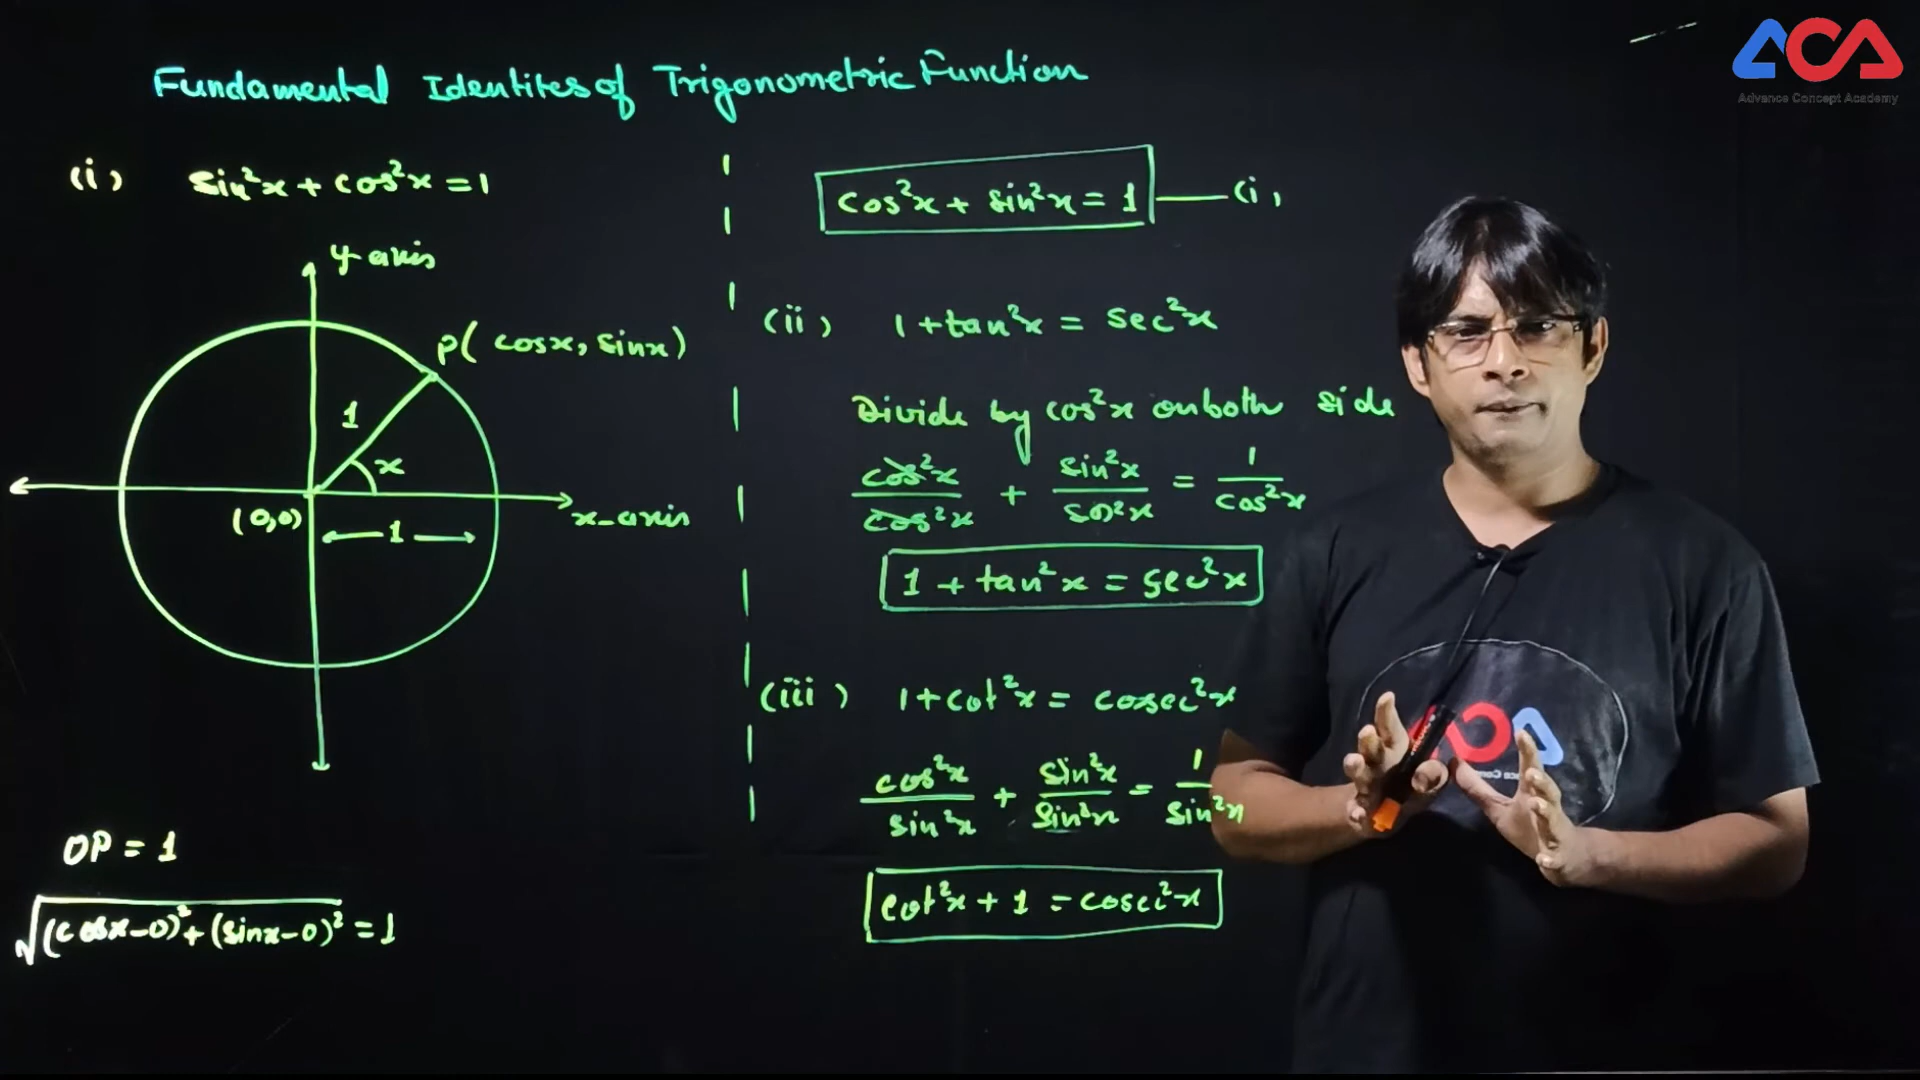 Fundamental Identites of Trigonometric Function
(i) sin²x + cos²x = 1
y-axis
P( cosx, sinx)
1
x
(0,0)
x-axis
1
OP = 1
√(cosx-0)²+(sinx-0)² = 1
cos²x + sin²x = 1 — (i)
(ii) 1+tan²x = sec²x
Divide by cos²x on both side
cos²x/cos²x + sin²x/cos²x = 1/cos²x
1 + tan²x = sec²x
(iii) 1+cot²x = cosec²x
cos²x/sin²x + sin²x/sin²x = 1/sin²x
cot²x + 1 = cosec²x
ACA
Advance Concept Academy